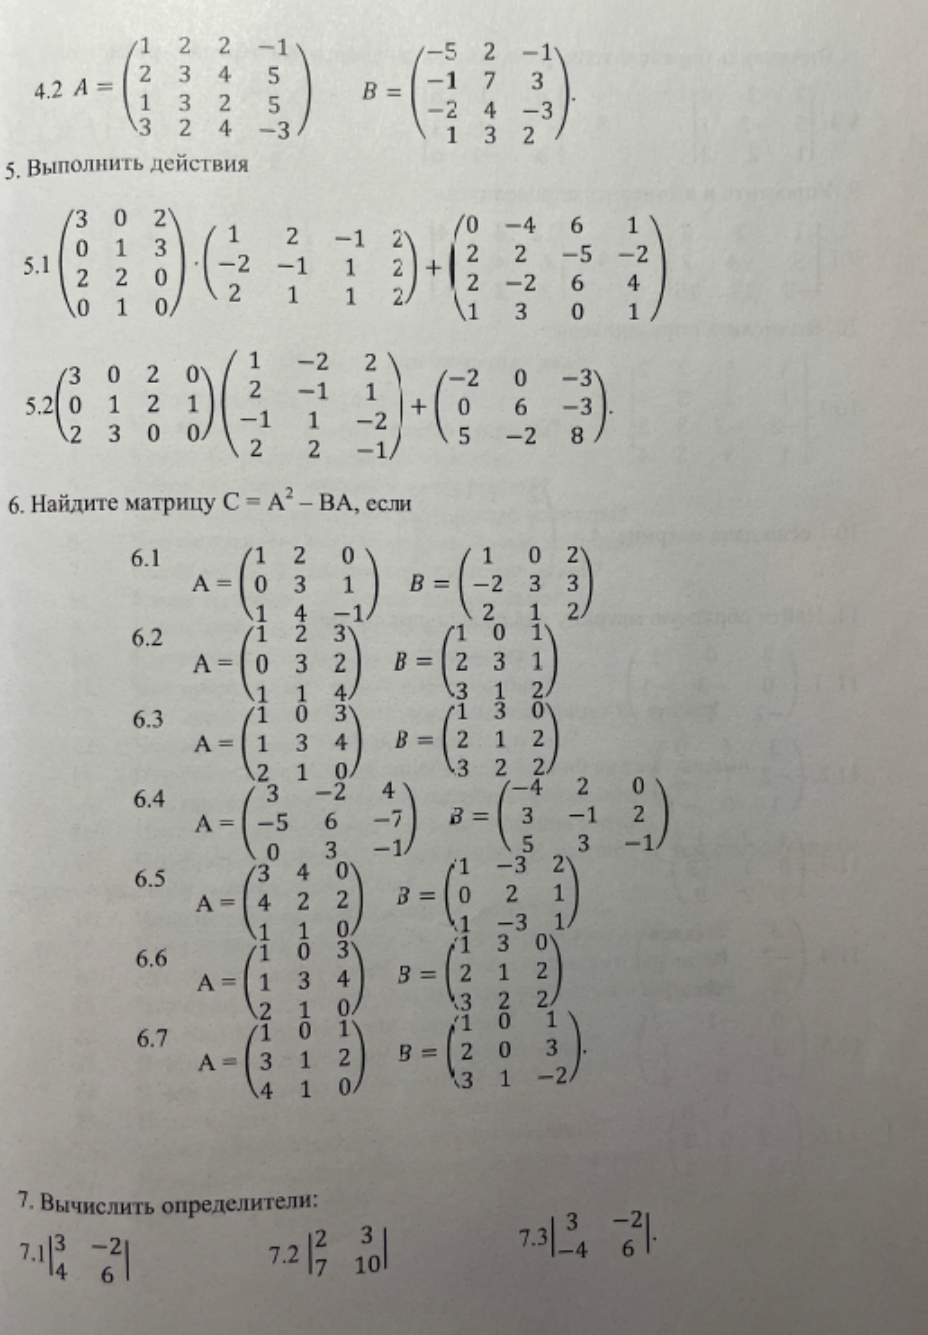 4.2 A = (1 2 2 −1; 2 3 4 5; 1 3 2 5; 3 2 4 −3) B = (−5 2 −1; −1 7 3; −2 4 −3; 1 3 2).
5. Выполнить действия
5.1 (3 0 2; 0 1 3; 2 2 0; 0 1 0) · (1 2 −1 2; −2 −1 1 2; 2 1 1 2) + (0 −4 6 1; 2 2 −5 −2; 2 −2 6 4; 1 3 0 1)
5.2 (3 0 2 0; 0 1 2 1; 2 3 0 0) (1 −2 2; 2 −1 1; −1 1 −2; 2 2 −1) + (−2 0 −3; 0 6 −3; 5 −2 8).
6. Найдите матрицу C = A² – BA, если
6.1 A = (1 2 0; 0 3 1; 1 4 −1) B = (1 0 2; −2 3 3; 2 1 2)
6.2 A = (1 2 3; 0 3 2; 1 1 4) B = (1 0 1; 2 3 1; 3 1 2)
6.3 A = (1 0 3; 1 3 4; 2 1 0) B = (1 3 0; 2 1 2; 3 2 2)
6.4 A = (3 −2 4; −5 6 −7; 0 3 −1) B = (−4 2 0; 3 −1 2; 5 3 −1)
6.5 A = (3 4 0; 4 2 2; 1 1 0) B = (1 −3 2; 0 2 1; 1 −3 1)
6.6 A = (1 0 3; 1 3 4; 2 1 0) B = (1 3 0; 2 1 2; 3 2 2)
6.7 A = (1 0 1; 3 1 2; 4 1 0) B = (1 0 1; 2 0 3; 3 1 −2).
7. Вычислить определители:
7.1 |3 −2; 4 6| 7.2 |2 3; 7 10| 7.3 |3 −2; −4 6|.